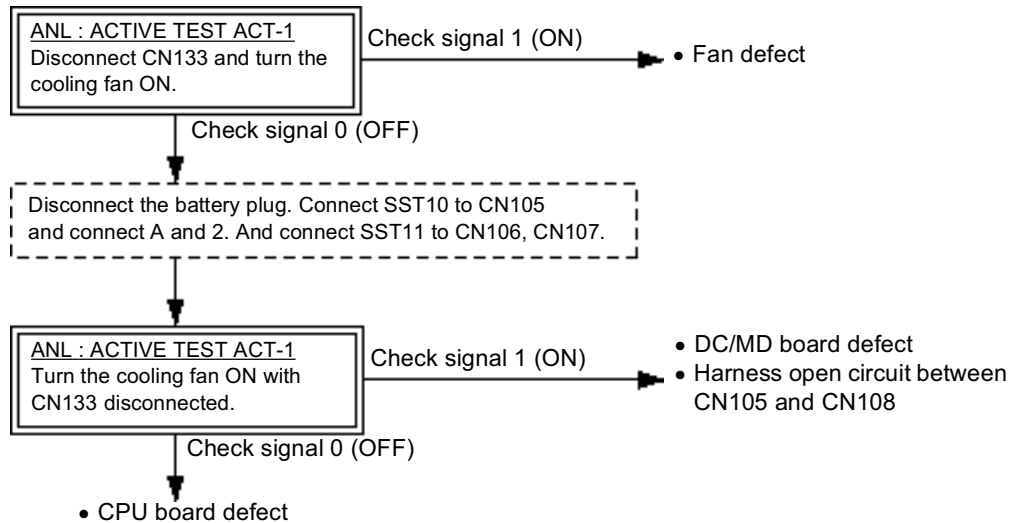 ANL : ACTIVE TEST ACT-1
Disconnect CN133 and turn the
cooling fan ON.
Check signal 1 (ON)
• Fan defect
Check signal 0 (OFF)
Disconnect the battery plug. Connect SST10 to CN105
and connect A and 2. And connect SST11 to CN106, CN107.
ANL : ACTIVE TEST ACT-1
Turn the cooling fan ON with
CN133 disconnected.
Check signal 1 (ON)
• DC/MD board defect
• Harness open circuit between
CN105 and CN108
Check signal 0 (OFF)
• CPU board defect